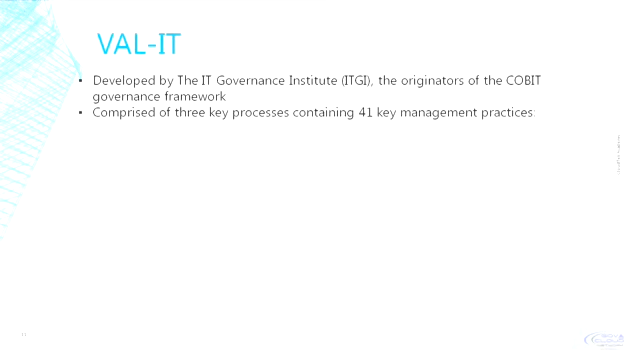 VAL-IT
• Developed by The IT Governance Institute (ITGI), the originators of the COBIT
governance framework
• Comprised of three key processes containing 41 key management practices: